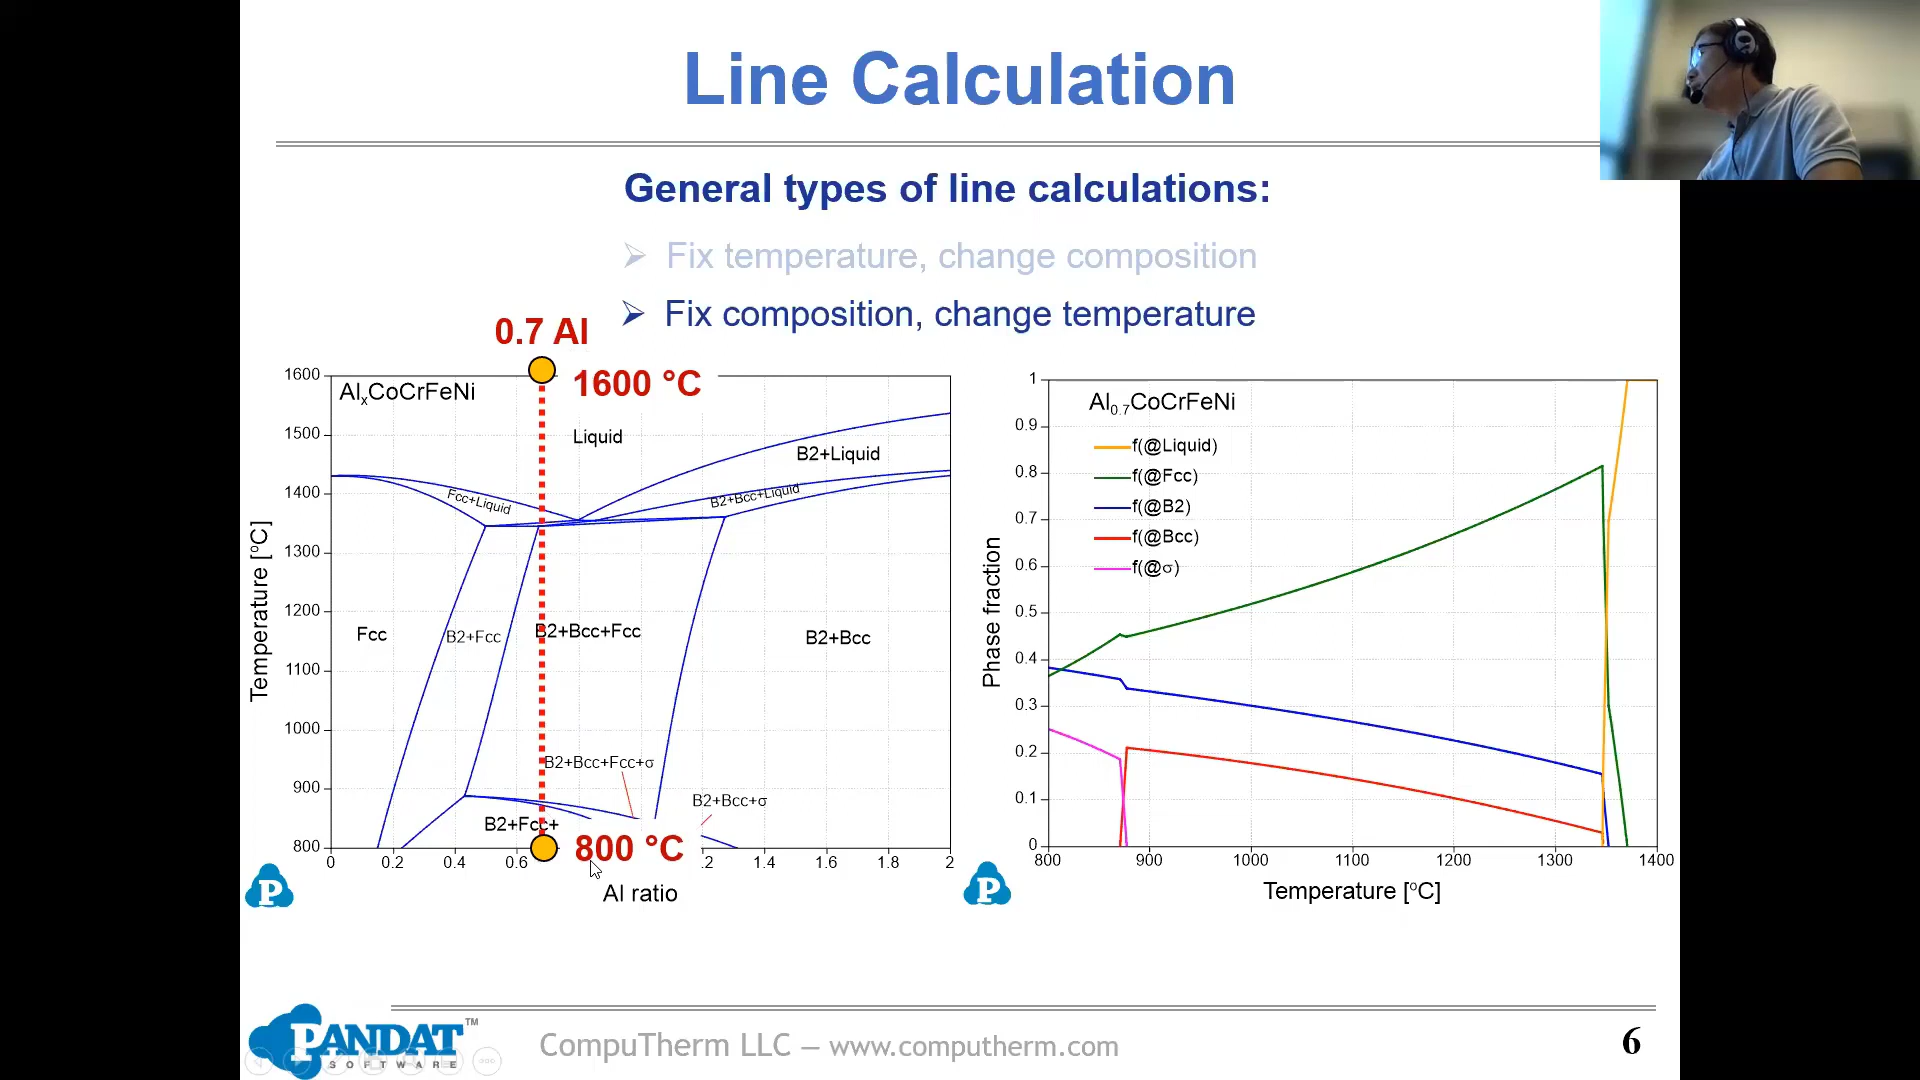 Line Calculation
General types of line calculations:
Fix temperature, change composition
Fix composition, change temperature
0.7 Al
1600 °C
AlxCoCrFeNi
Liquid
B2+Liquid
Fcc+Liquid
B2+Bcc+Liquid
Fcc
B2+Fcc
B2+Bcc+Fcc
B2+Bcc
B2+Bcc+Fcc+σ
B2+Bcc+σ
B2+Fcc+
800 °C
1600
1500
1400
1300
1200
1100
1000
900
800
0 0.2 0.4 0.6 .2 1.4 1.6 1.8 2
Temperature [°C]
Al ratio
Al0.7CoCrFeNi
f(@Liquid)
f(@Fcc)
f(@B2)
f(@Bcc)
f(@σ)
1
0.9
0.8
0.7
0.6
0.5
0.4
0.3
0.2
0.1
0
800 900 1000 1100 1200 1300 1400
Phase fraction
Temperature [°C]
P
P
PANDAT™
SOFTWARE
CompuTherm LLC – www.computherm.com
6